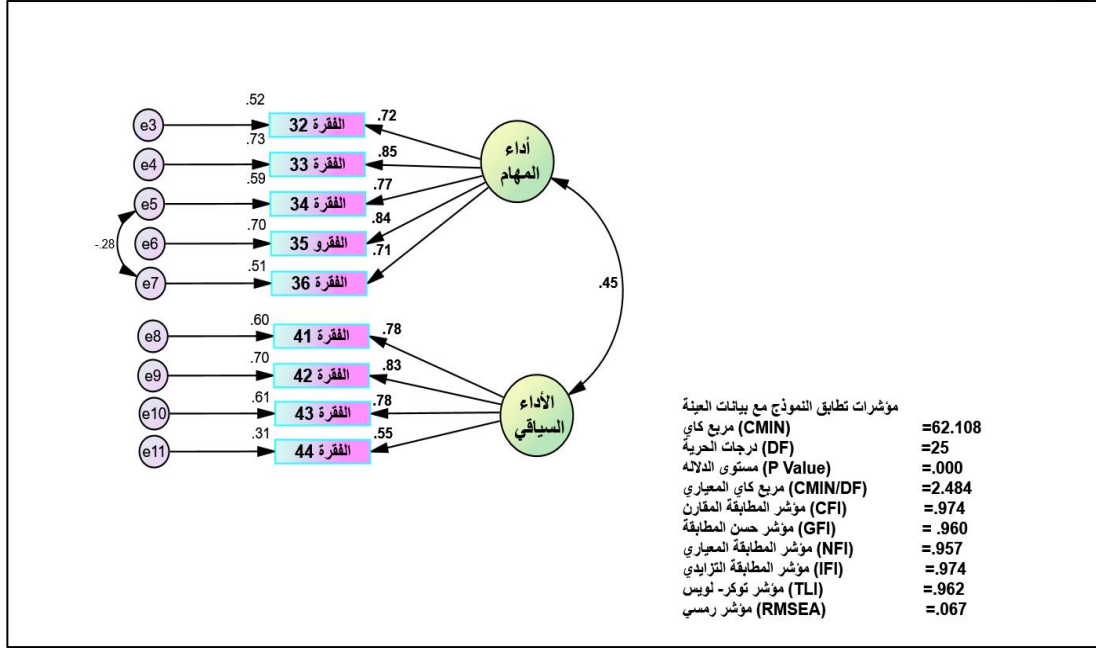 .52
e3
الفقرة 32
.72
.73
e4
الفقرة 33
.85
.59
e5
الفقرة 34
.77
.70
e6
الفقرو 35
.84
-.28
.51
e7
الفقرة 36
.71
أداء
المهام
.45
.60
e8
الفقرة 41
.78
.70
e9
الفقرة 42
.83
.61
e10
الفقرة 43
.78
.31
e11
الفقرة 44
.55
الأداء
السياقي
مؤشرات تطابق النموذج مع بيانات العينة
مربع كاي (CMIN) =62.108
درجات الحرية (DF) =25
مستوى الدلاله (P Value) =.000
مربع كاي المعياري (CMIN/DF) =2.484
مؤشر المطابقة المقارن (CFI) =.974
مؤشر حسن المطابقة (GFI) = .960
مؤشر المطابقة المعياري (NFI) =.957
مؤشر المطابقة التزايدي (IFI) =.974
مؤشر توكر- لويس (TLI) =.962
مؤشر رمسي (RMSEA) =.067